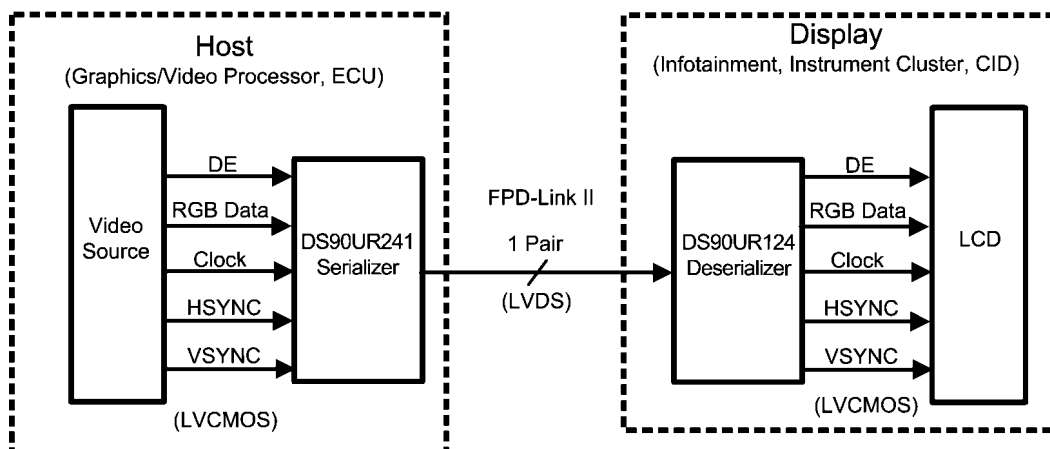 Host
(Graphics/Video Processor, ECU)
Video
Source
DE
RGB Data
Clock
HSYNC
VSYNC
(LVCMOS)
DS90UR241
Serializer
FPD-Link II
1 Pair
(LVDS)
Display
(Infotainment, Instrument Cluster, CID)
DS90UR124
Deserializer
DE
RGB Data
Clock
HSYNC
VSYNC
(LVCMOS)
LCD